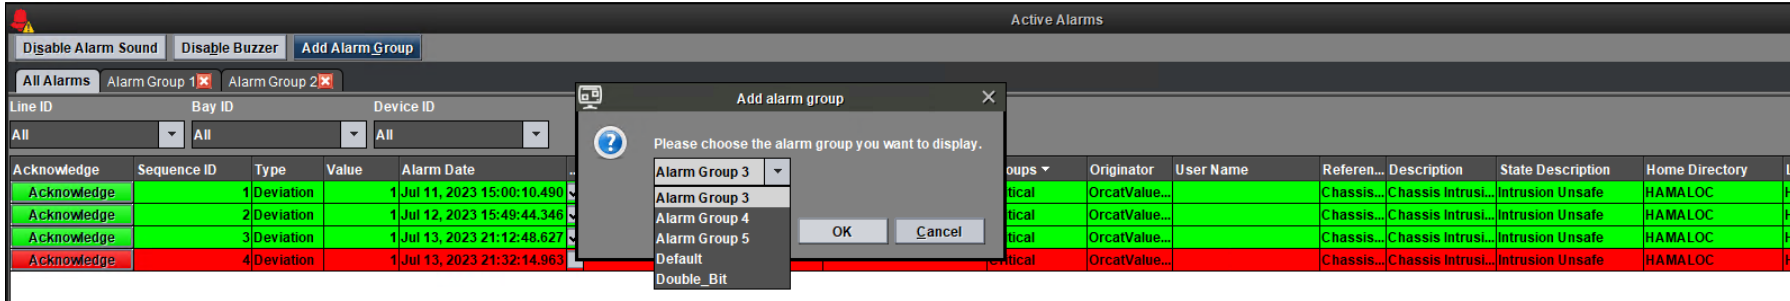 Active Alarms
Disable Alarm Sound Disable Buzzer Add Alarm Group
All Alarms Alarm Group 1 Alarm Group 2
Line ID Bay ID Device ID
All All All
Add alarm group
Please choose the alarm group you want to display.
Alarm Group 3
Alarm Group 3
Alarm Group 4
Alarm Group 5
Default
Double_Bit
OK Cancel
Acknowledge Sequence ID Type Value Alarm Date ... oups Originator User Name Referen... Description State Description Home Directory L
Acknowledge 1 Deviation 1 Jul 11, 2023 15:00:10.490 tical OrcatValue... Chassis... Chassis Intrusi... Intrusion Unsafe HAMALOC H
Acknowledge 2 Deviation 1 Jul 12, 2023 15:49:44.346 tical OrcatValue... Chassis... Chassis Intrusi... Intrusion Unsafe HAMALOC H
Acknowledge 3 Deviation 1 Jul 13, 2023 21:12:48.627 tical OrcatValue... Chassis... Chassis Intrusi... Intrusion Unsafe HAMALOC H
Acknowledge 4 Deviation 1 Jul 13, 2023 21:32:14.963 Critical OrcatValue... Chassis... Chassis Intrusi... Intrusion Unsafe HAMALOC H